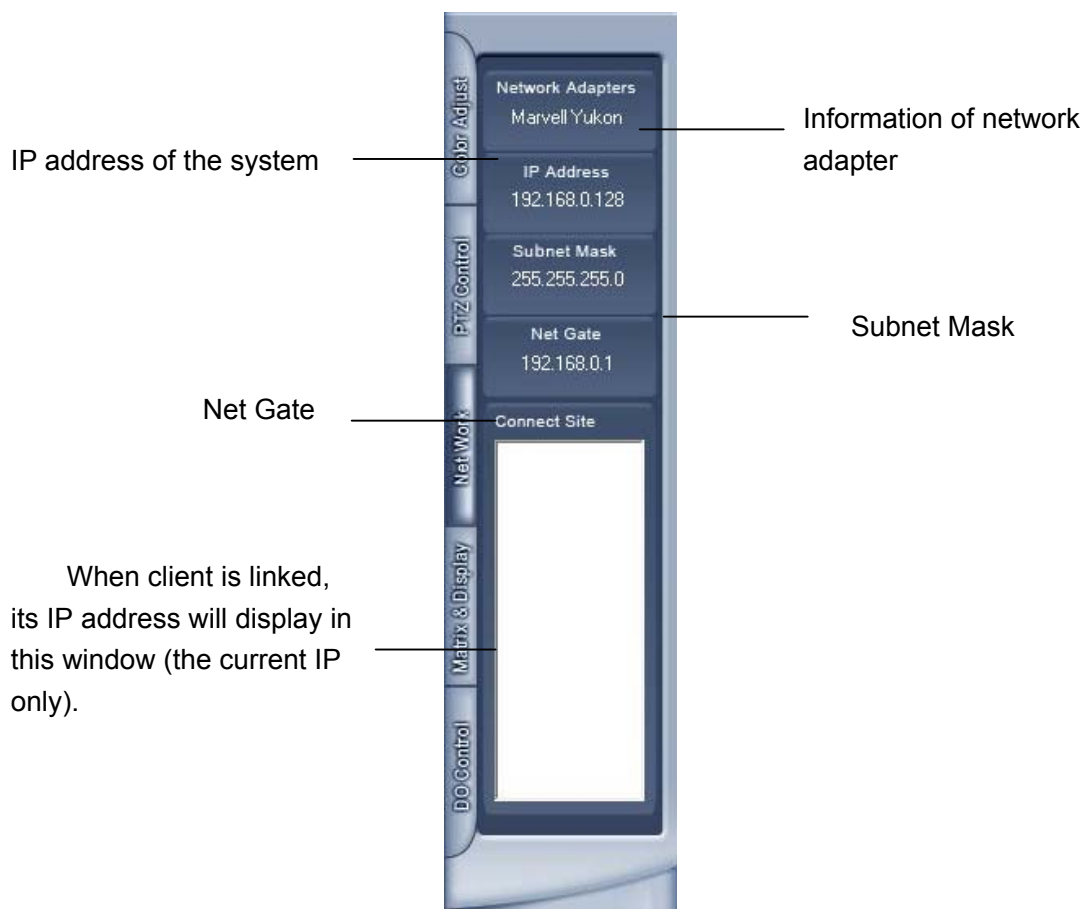 Color Adjust
PTZ Control
Net Work
Matrix & Display
DO Control
Network Adapters
Marvell Yukon
IP Address
192.168.0.128
Subnet Mask
255.255.255.0
Net Gate
192.168.0.1
Connect Site
IP address of the system
Net Gate
When client is linked,
its IP address will display in
this window (the current IP
only).
Information of network
adapter
Subnet Mask